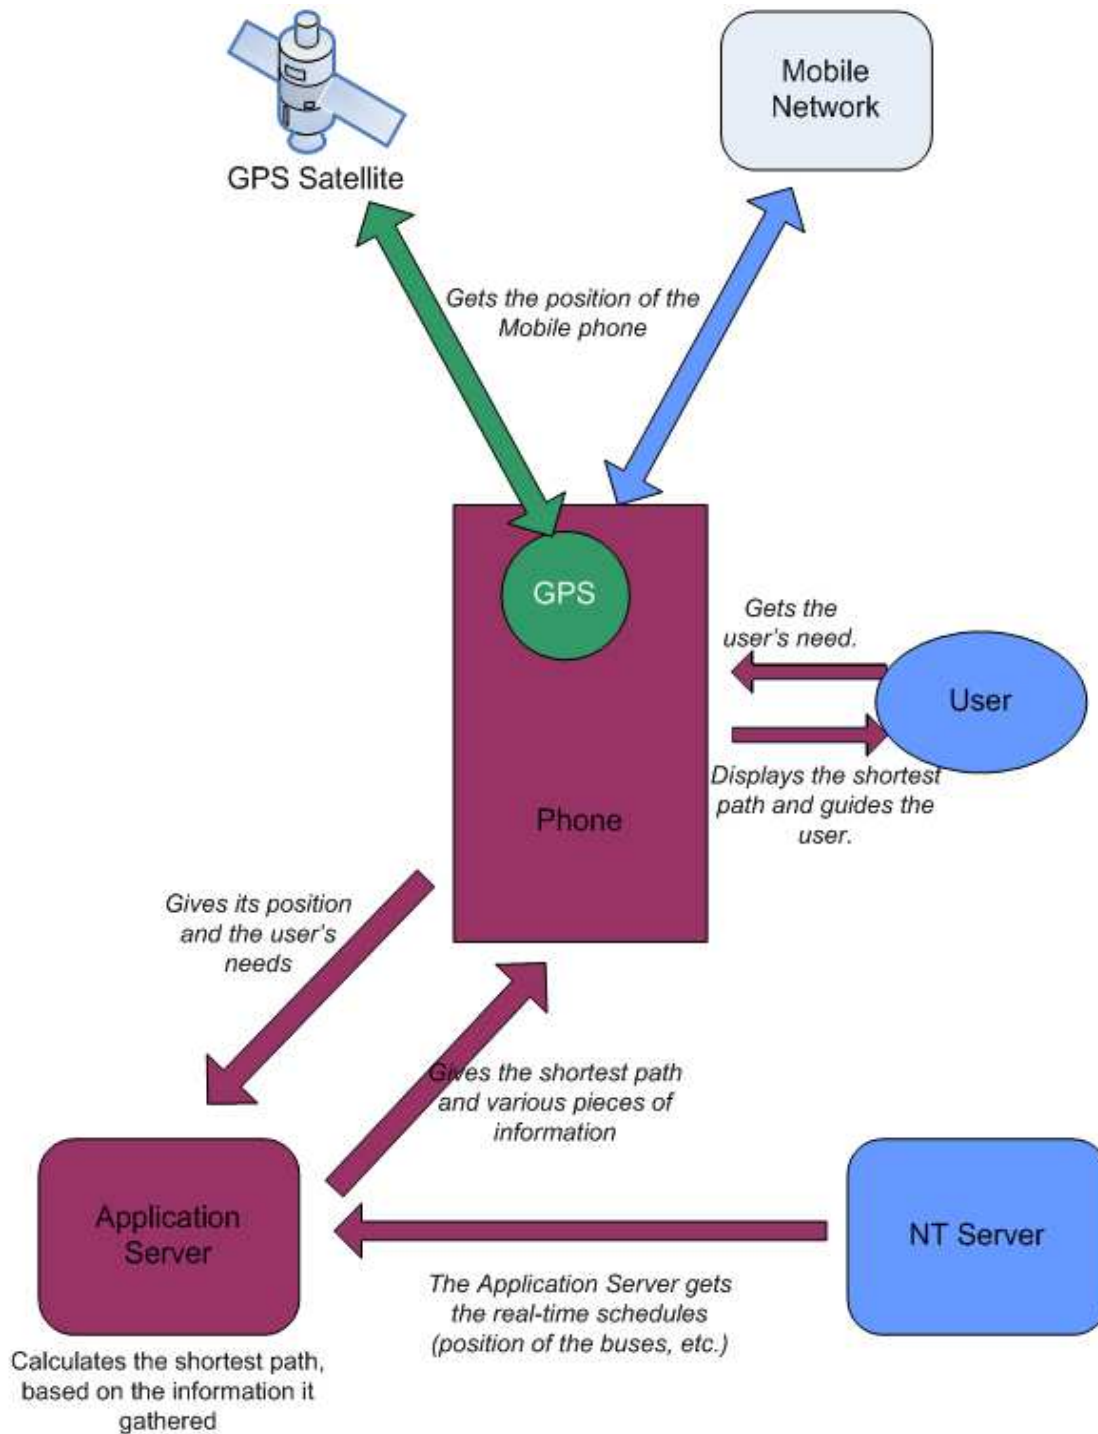 Mobile
Network
GPS Satellite
Gets the position of the
Mobile phone
GPS
Gets the
user's need.
User
Displays the shortest
path and guides the
user.
Phone
Gives its position
and the user's
needs
Gives the shortest path
and various pieces of
information
Application
Server
NT Server
The Application Server gets
the real-time schedules
(position of the buses, etc.)
Calculates the shortest path,
based on the information it
gathered